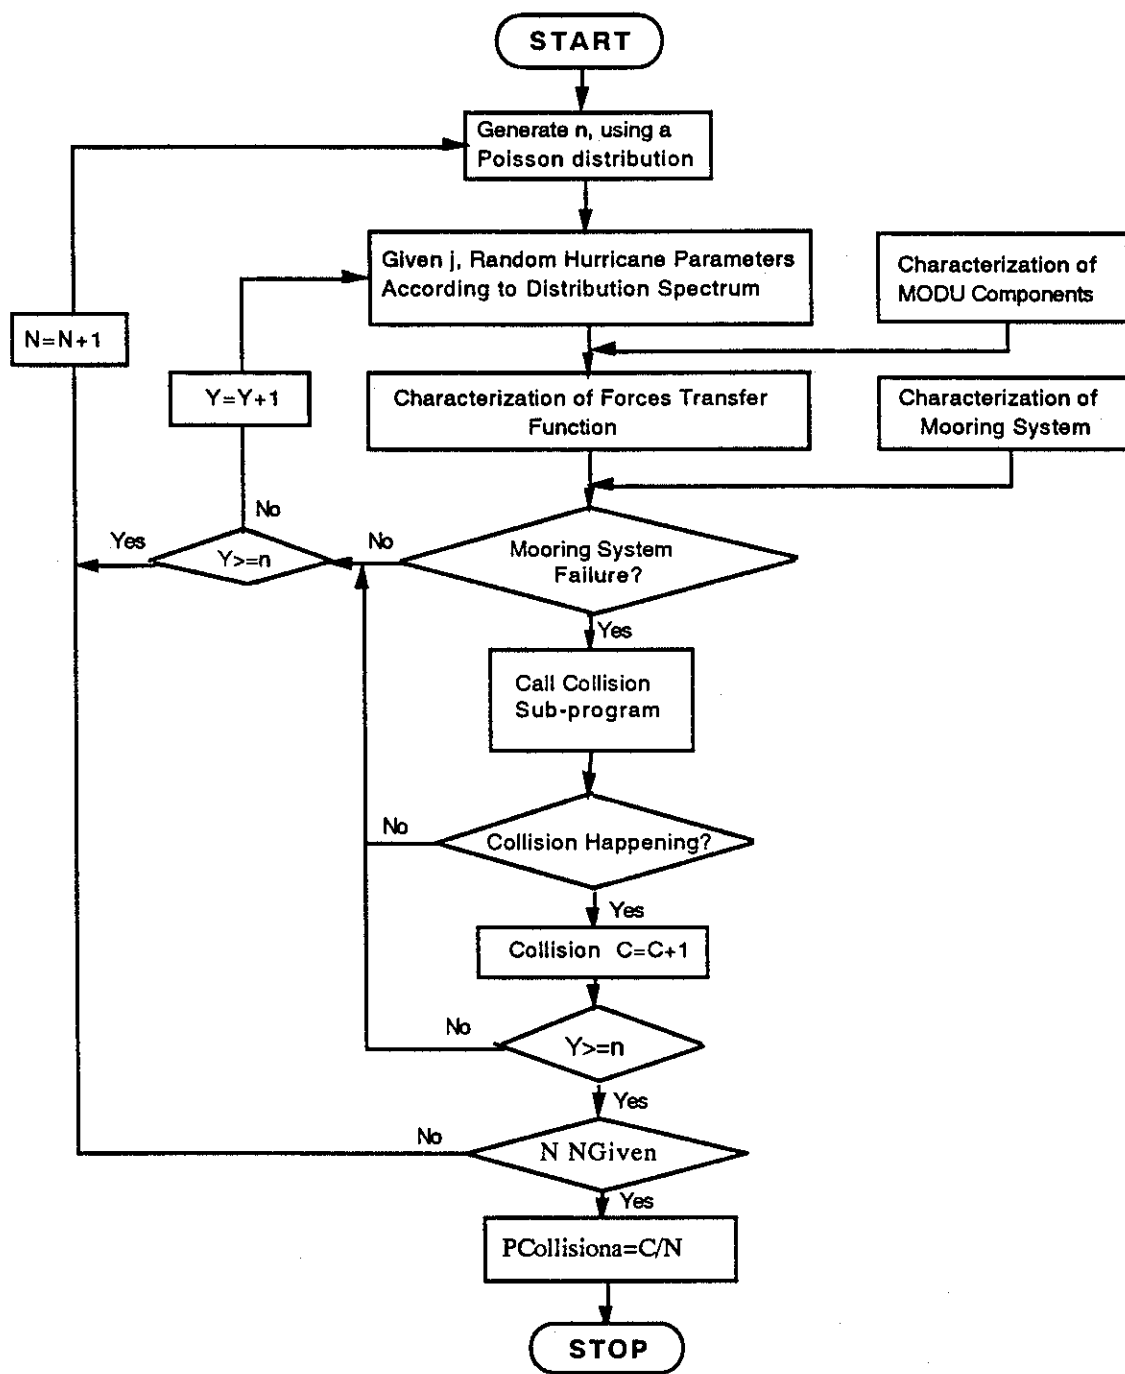 START
Generate n, using a
Poisson distribution
Given j, Random Hurricane Parameters
According to Distribution Spectrum
Characterization of
MODU Components
N=N+1
Y=Y+1
Characterization of Forces Transfer
Function
Characterization of
Mooring System
No
Yes
Y>=n
No
Mooring System
Failure?
Yes
Call Collision
Sub-program
No
Collision Happening?
Yes
Collision C=C+1
No
Y>=n
Yes
No
N NGiven
Yes
PCollisiona=C/N
STOP